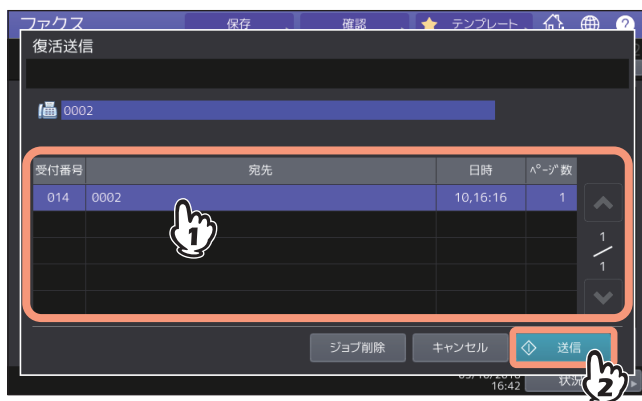 ファクス 保存 確認 テンプレート ?
復活送信
0002
受付番号 宛先 日時 ページ数
014 0002 10,16:16 1
1
1
1
ジョブ削除 キャンセル 送信
16:42
2